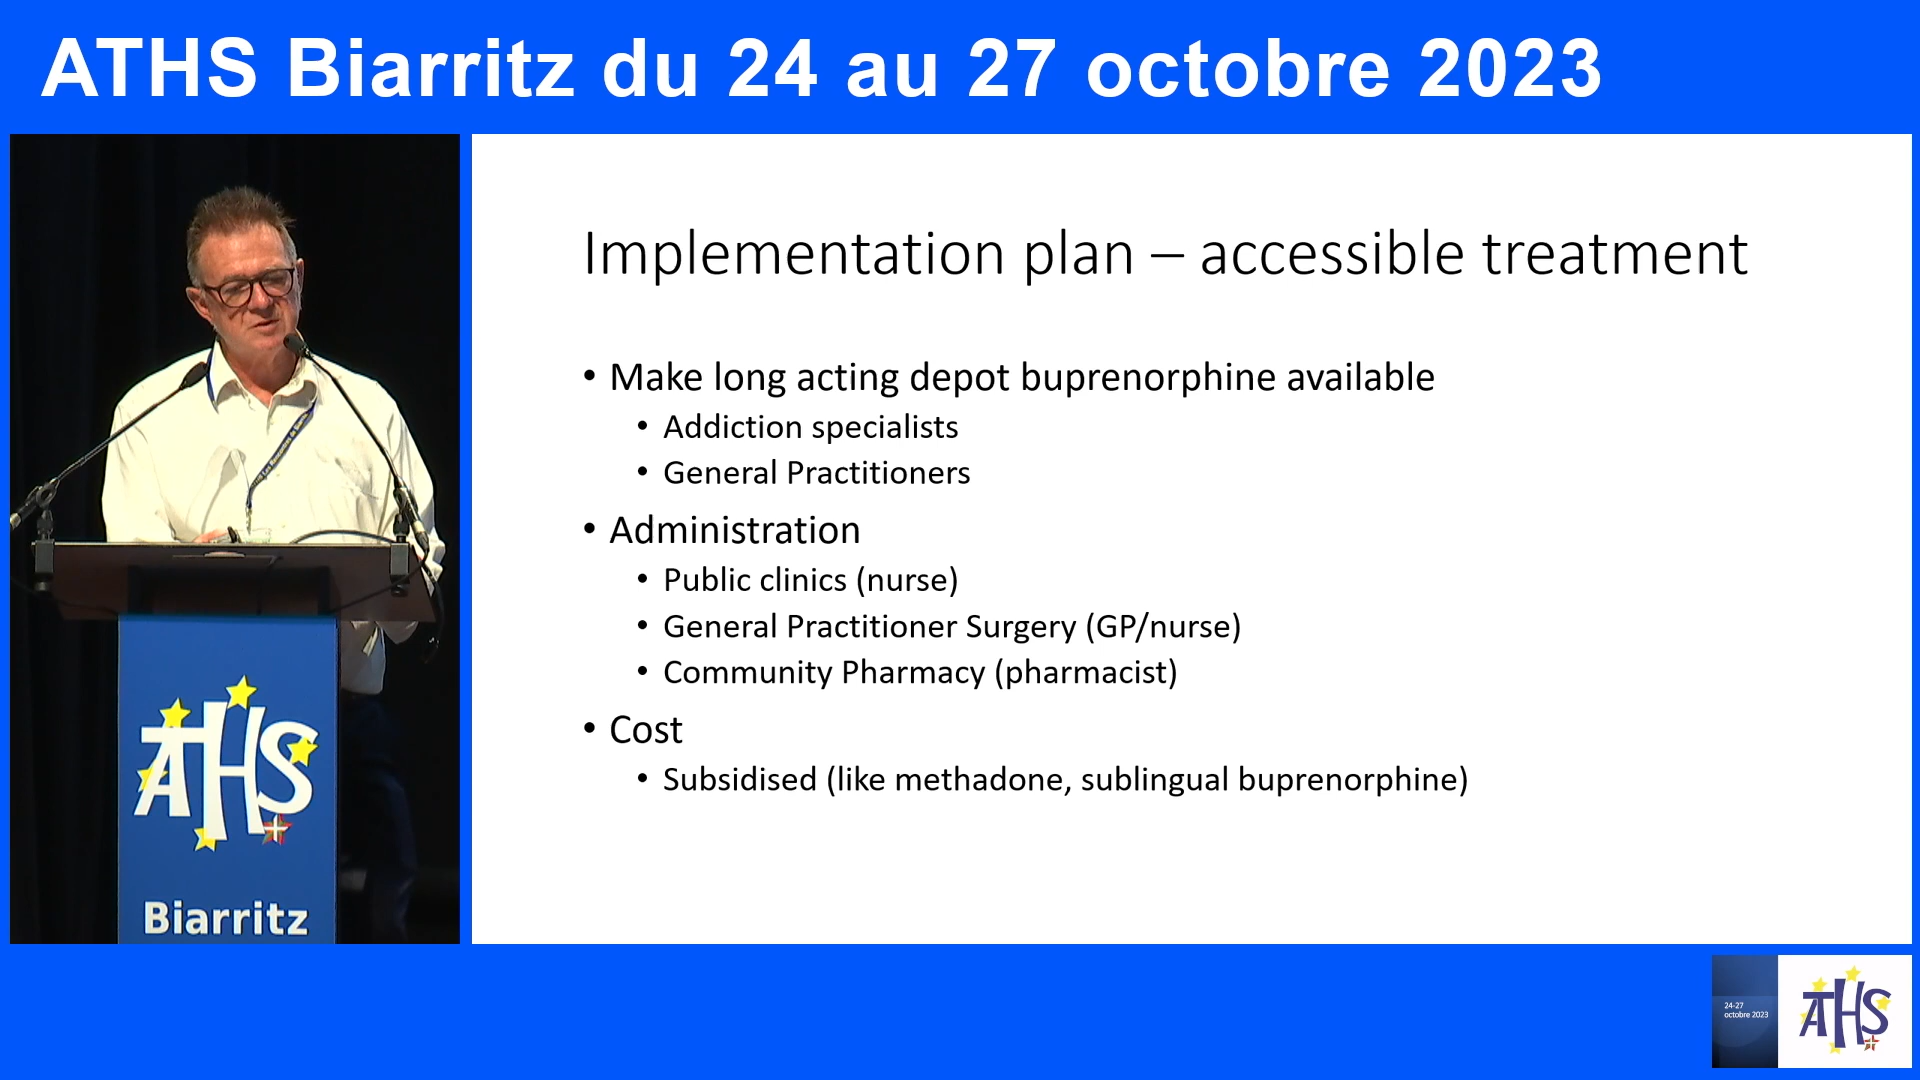 ATHS Biarritz du 24 au 27 octobre 2023
Implementation plan – accessible treatment
• Make long acting depot buprenorphine available
• Addiction specialists
• General Practitioners
• Administration
• Public clinics (nurse)
• General Practitioner Surgery (GP/nurse)
• Community Pharmacy (pharmacist)
• Cost
• Subsidised (like methadone, sublingual buprenorphine)
ATHS
Biarritz
24-27
octobre 2023
ATHS